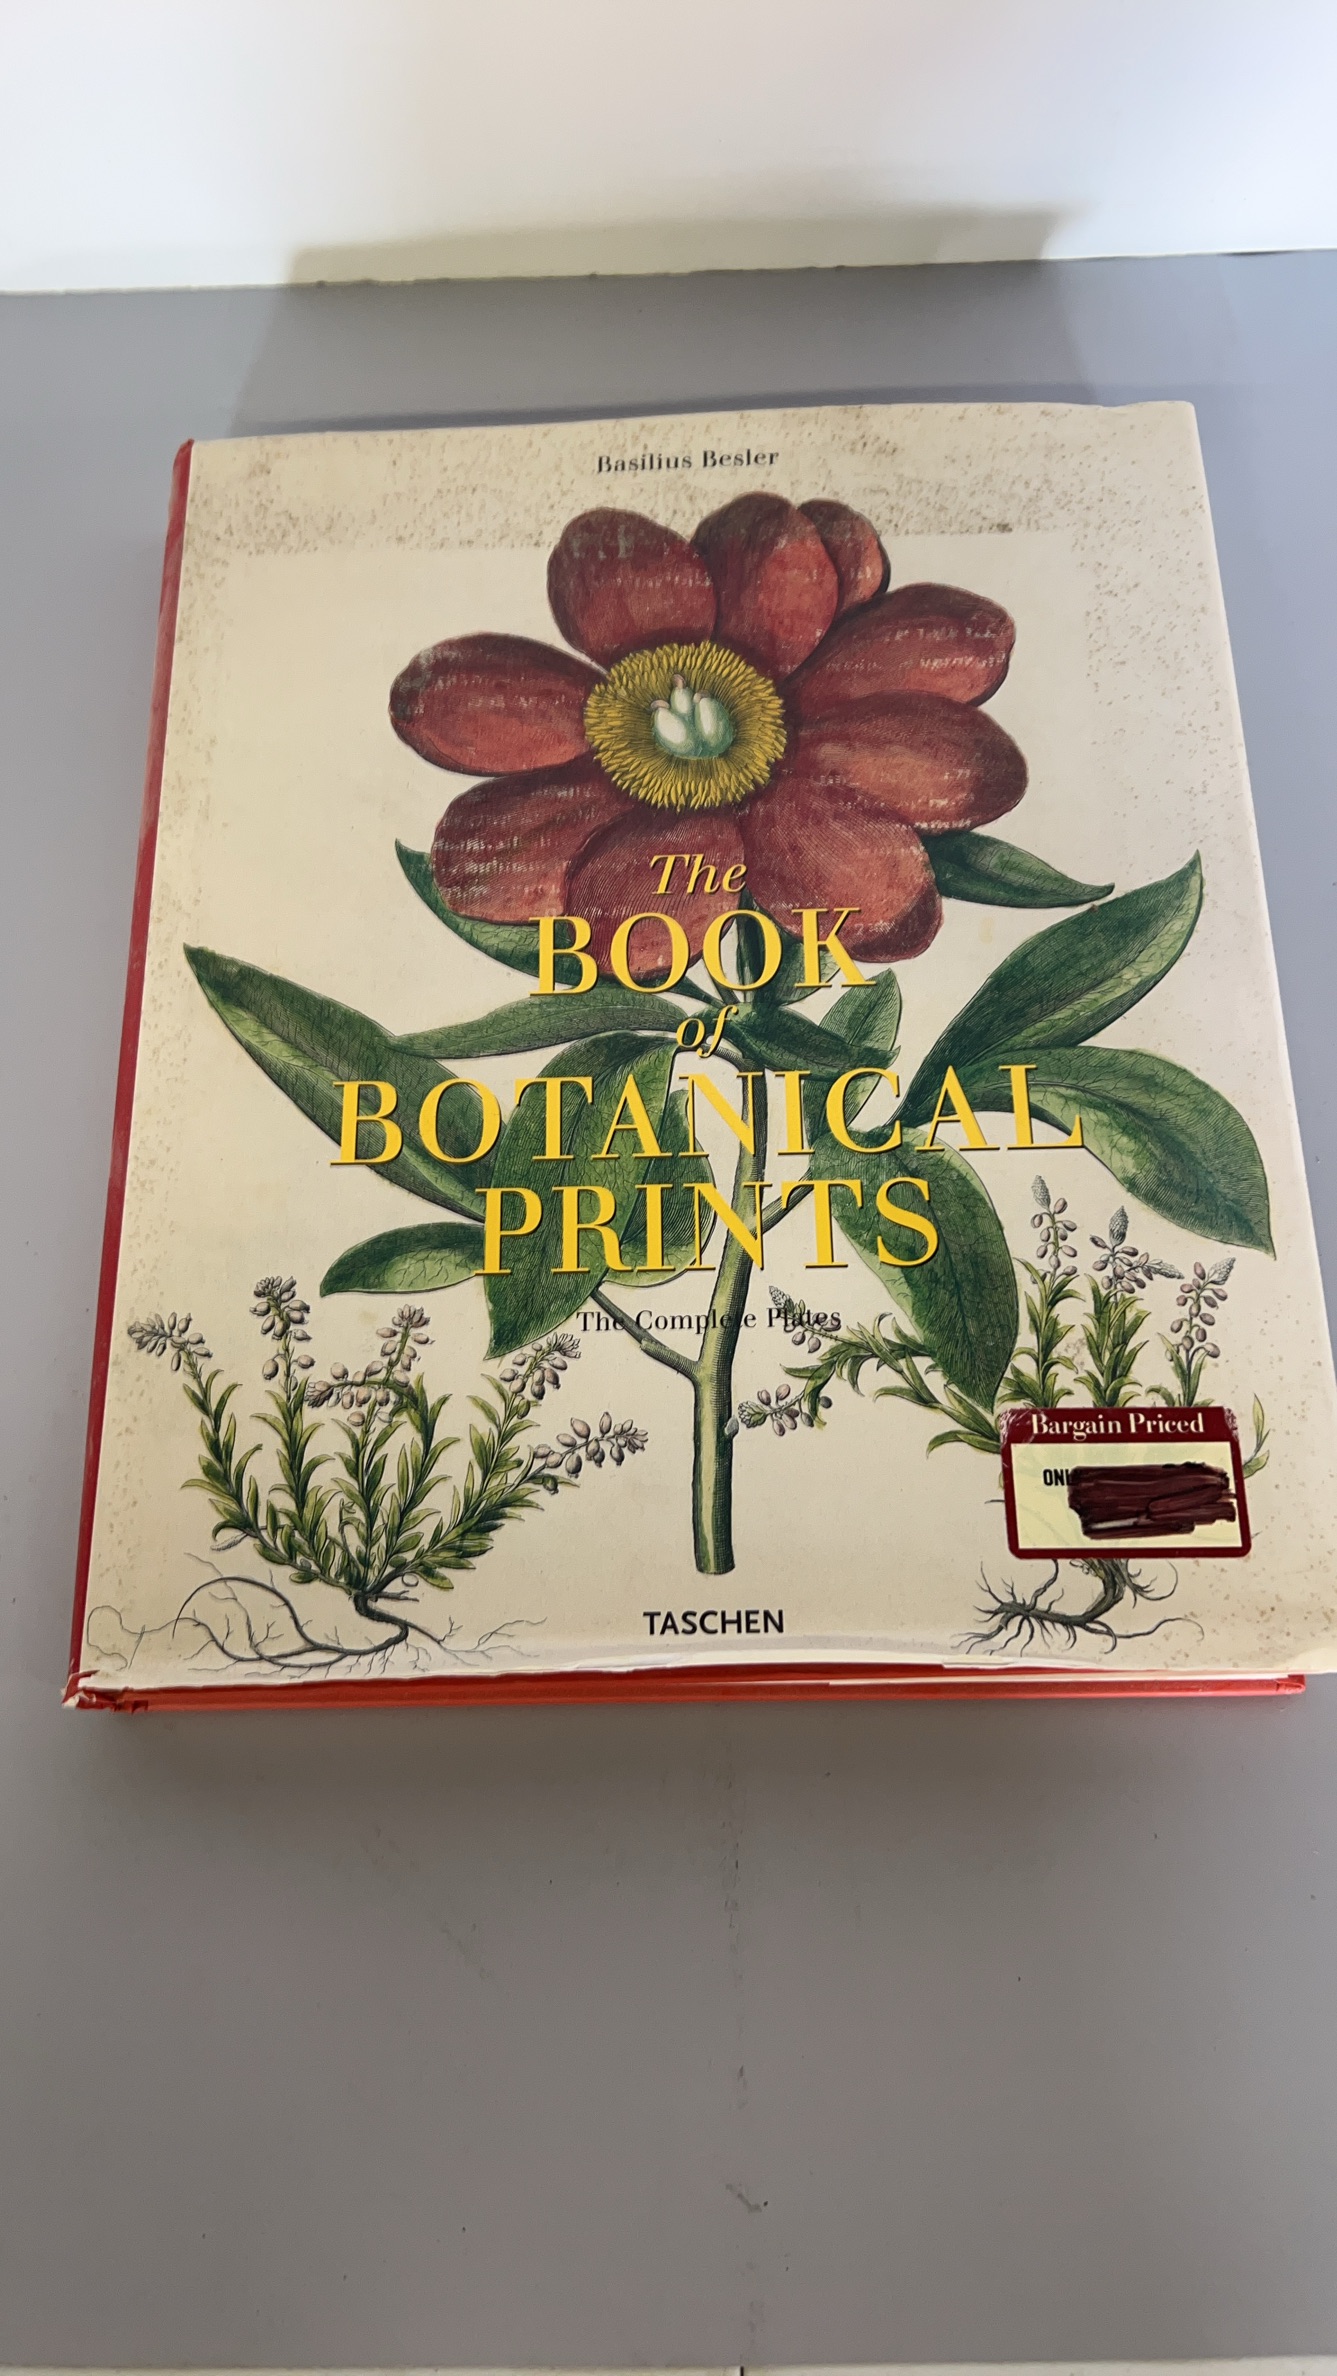 Basilius Besler
The
BOOK
of
BOTANICAL
PRINTS
The Complete Plates
Bargain Priced
TASCHEN